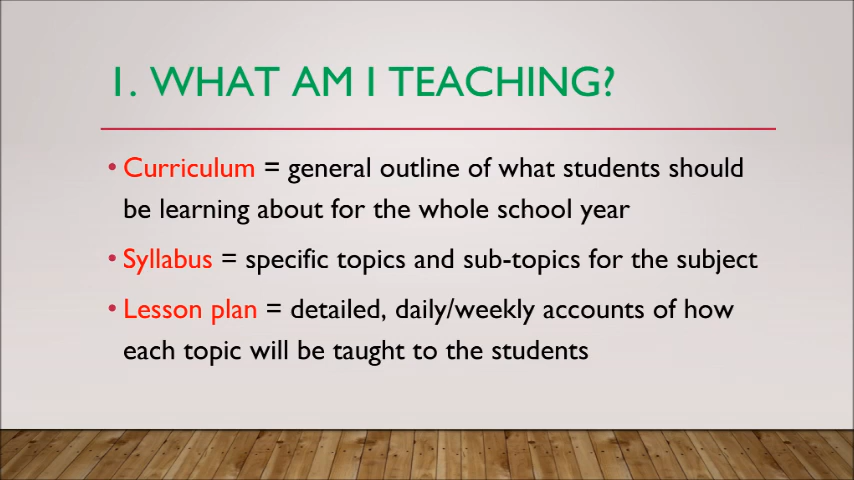 1. WHAT AM I TEACHING?
• Curriculum = general outline of what students should
be learning about for the whole school year
• Syllabus = specific topics and sub-topics for the subject
• Lesson plan = detailed, daily/weekly accounts of how
each topic will be taught to the students